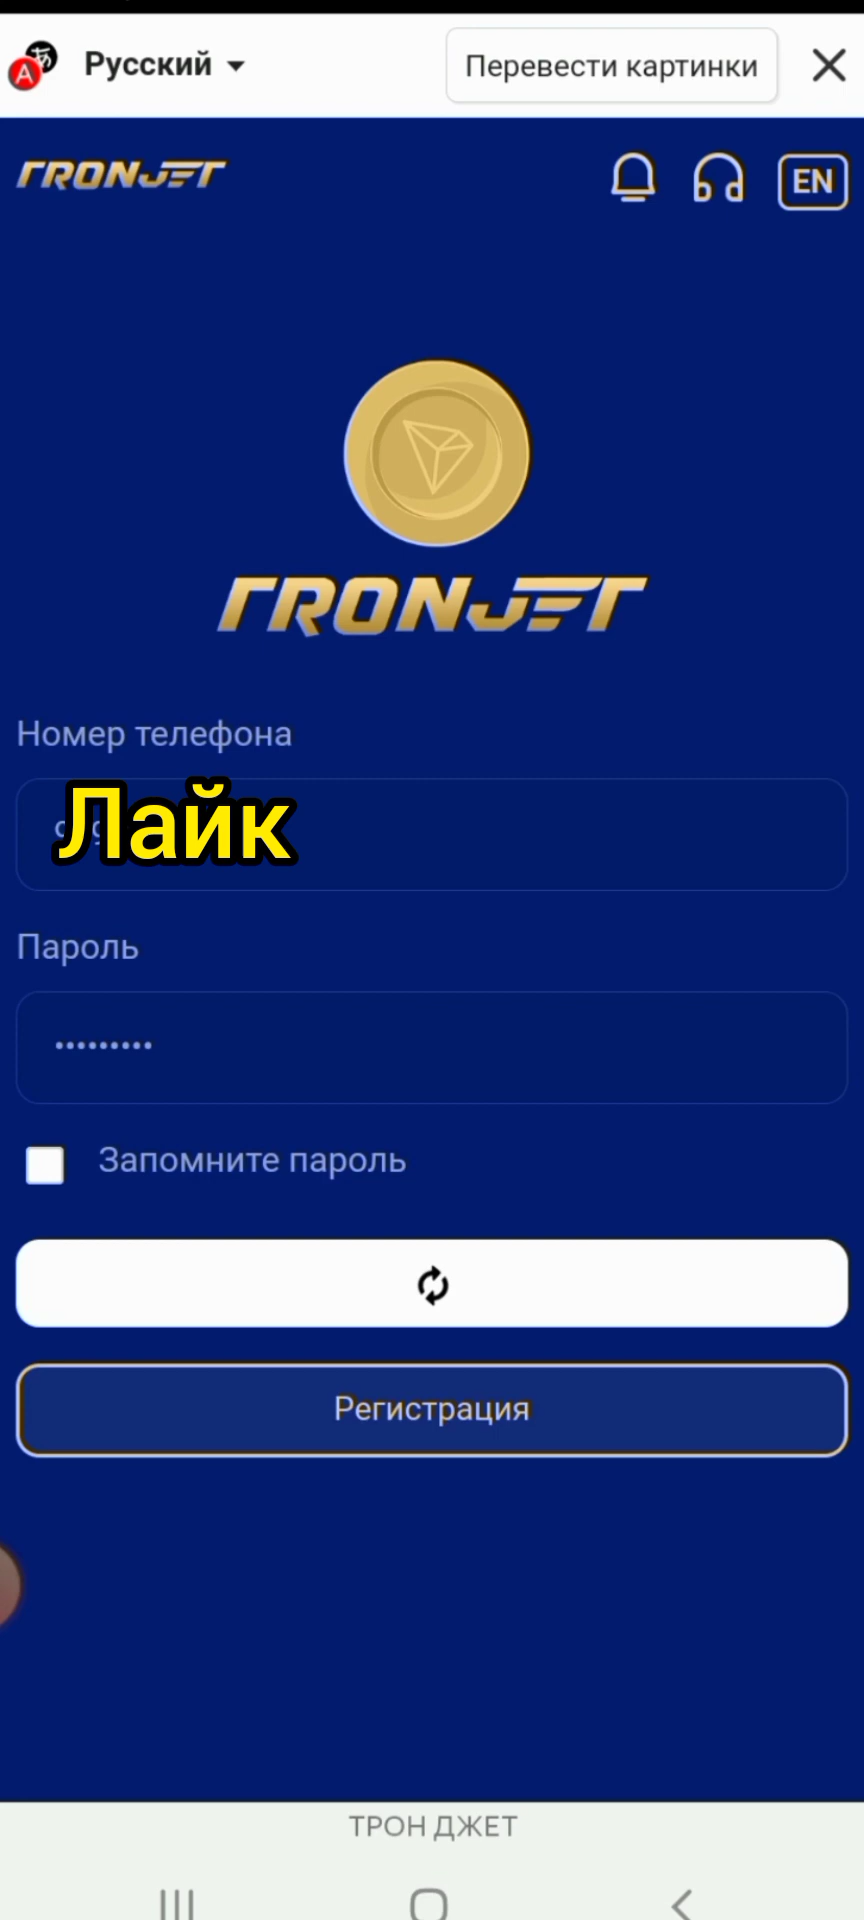 Русский
Перевести картинки
TRONJET
EN
TRONJET
Номер телефона
Лайк
Пароль
Запомните пароль
Регистрация
ТРОН ДЖЕТ